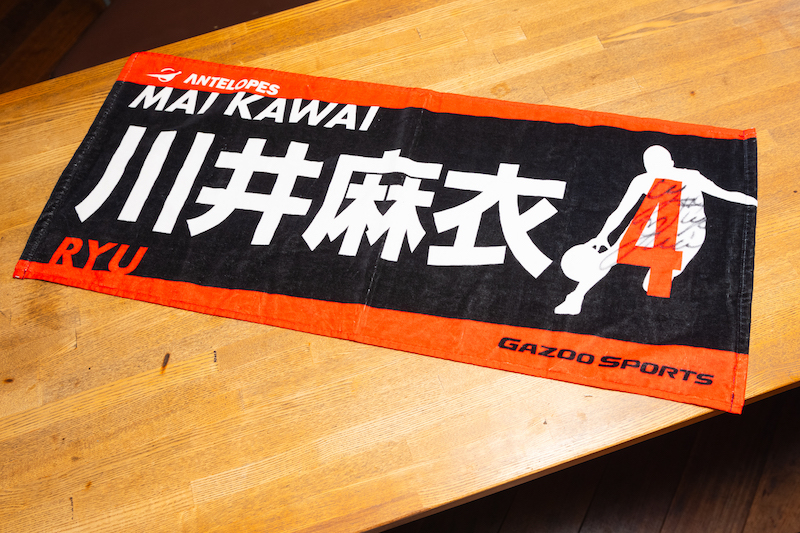 ANTELOPES
MAI KAWAI
川井麻衣
RYU
4
GAZOO SPORTS